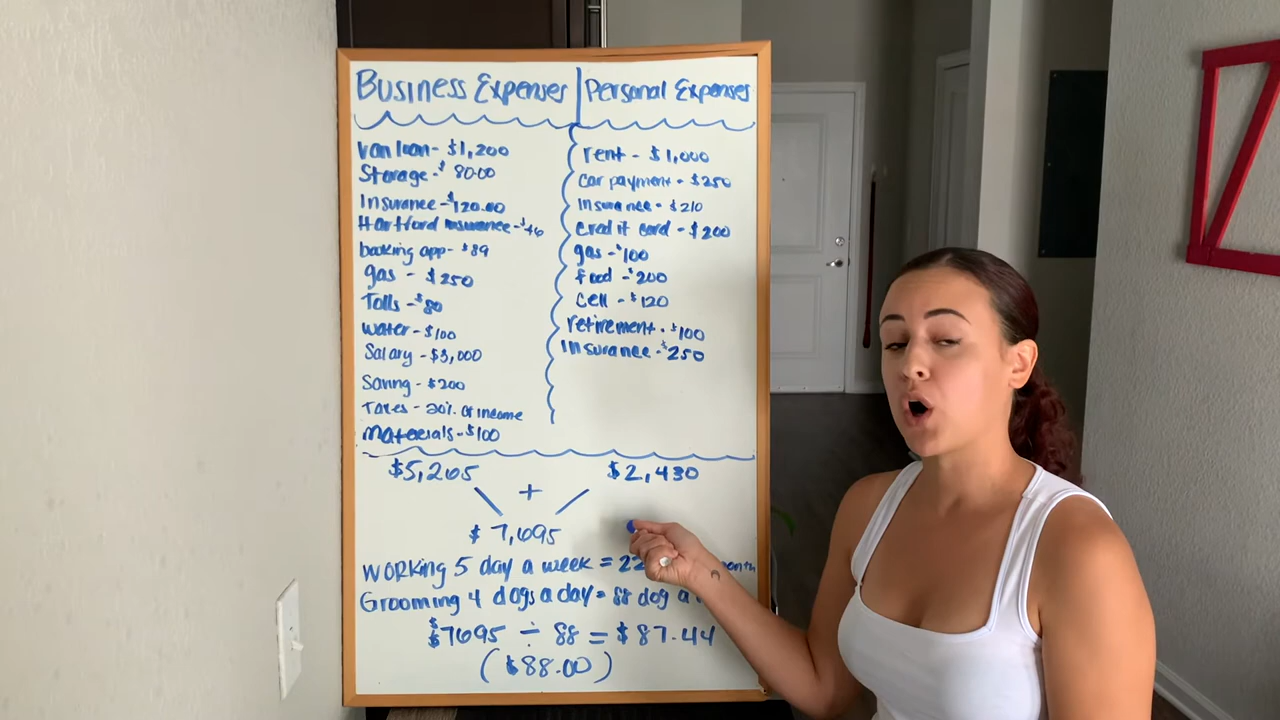 Business Expenses
Van loan - $1,200
Storage - $80.00
Insurance - $120.00
Hartford insurance - $46
booking app - $89
gas - $250
Tolls - $80
Water - $100
Salary - $3,000
Saving - $200
Taxes - 20% of income
Materials - $100
$5,265
Personal Expenses
rent - $1,000
car payment - $250
Insurance - $210
credit card - $200
gas - $100
food - $200
cell - $120
retirement - $100
Insurance - $250
$2,430
+
$7,695
Working 5 day a week = 22
Grooming 4 dogs a day = 88 dog a
$7695 ÷ 88 = $87.44
($88.00)